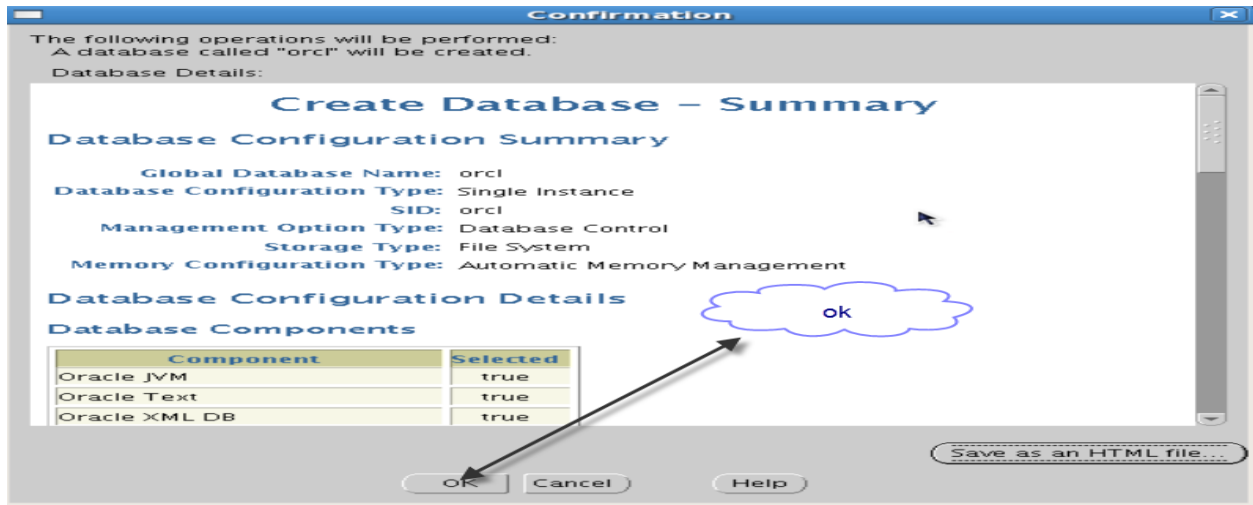 Confirmation
The following operations will be performed:
A database called "orcl" will be created.
Database Details:
Create Database – Summary
Database Configuration Summary
Global Database Name: orcl
Database Configuration Type: Single Instance
SID: orcl
Management Option Type: Database Control
Storage Type: File System
Memory Configuration Type: Automatic Memory Management
Database Configuration Details
ok
Database Components
Component Selected
Oracle JVM true
Oracle Text true
Oracle XML DB true
Save as an HTML file...
OK Cancel Help